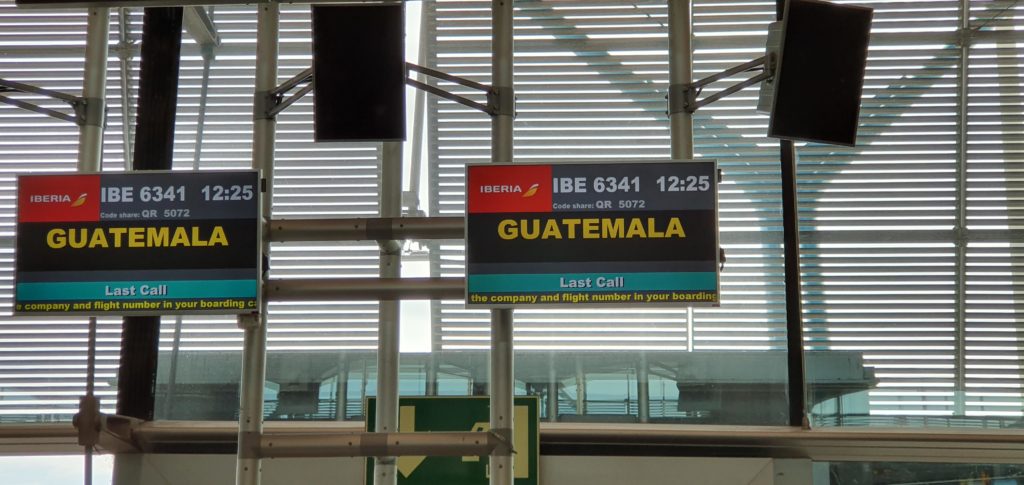 IBERIA IBE 6341 12:25
Code share: QR 5072
GUATEMALA
Last Call
e company and flight number in your boarding c
IBERIA IBE 6341 12:25
Code share: QR 5072
GUATEMALA
Last Call
the company and flight number in your boarding